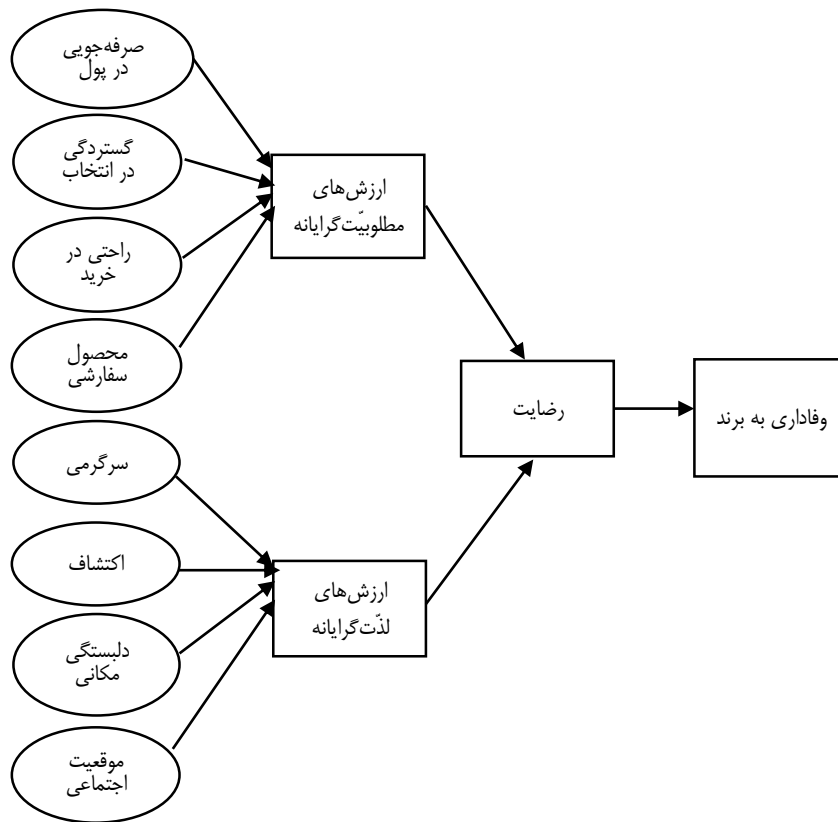 صرفه‌جویی
در پول
گستردگی
در انتخاب
راحتی در
خرید
محصول
سفارشی
سرگرمی
اکتشاف
دلبستگی
مکانی
موقعیت
اجتماعی
ارزش‌های
مطلوبیّت‌گرایانه
ارزش‌های
لذّت‌گرایانه
رضایت
وفاداری به برند